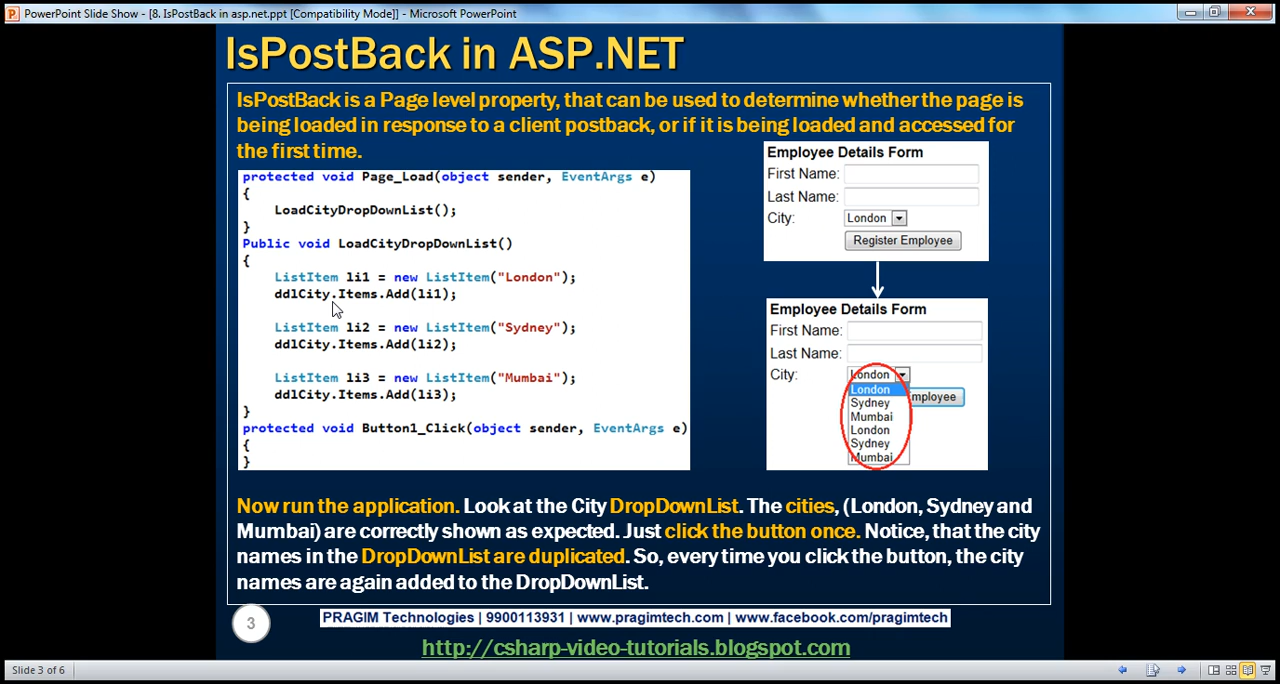 PowerPoint Slide Show - [8. IsPostBack in asp.net.ppt [Compatibility Mode]] - Microsoft PowerPoint
IsPostBack in ASP.NET
IsPostBack is a Page level property, that can be used to determine whether the page is
being loaded in response to a client postback, or if it is being loaded and accessed for
the first time.
protected void Page_Load(object sender, EventArgs e)
{
LoadCityDropDownList();
}
Public void LoadCityDropDownList()
{
ListItem li1 = new ListItem("London");
ddlCity.Items.Add(li1);
ListItem li2 = new ListItem("Sydney");
ddlCity.Items.Add(li2);
ListItem li3 = new ListItem("Mumbai");
ddlCity.Items.Add(li3);
}
protected void Button1_Click(object sender, EventArgs e)
{
}
Employee Details Form
First Name:
Last Name:
City: London
Register Employee
Employee Details Form
First Name:
Last Name:
City: London
London
mployee
Sydney
Mumbai
London
Sydney
Mumbai
Now run the application. Look at the City DropDownList. The cities, (London, Sydney and
Mumbai) are correctly shown as expected. Just click the button once. Notice, that the city
names in the DropDownList are duplicated. So, every time you click the button, the city
names are again added to the DropDownList.
3
PRAGIM Technologies | 9900113931 | www.pragimtech.com | www.facebook.com/pragimtech
http://csharp-video-tutorials.blogspot.com
Slide 3 of 6